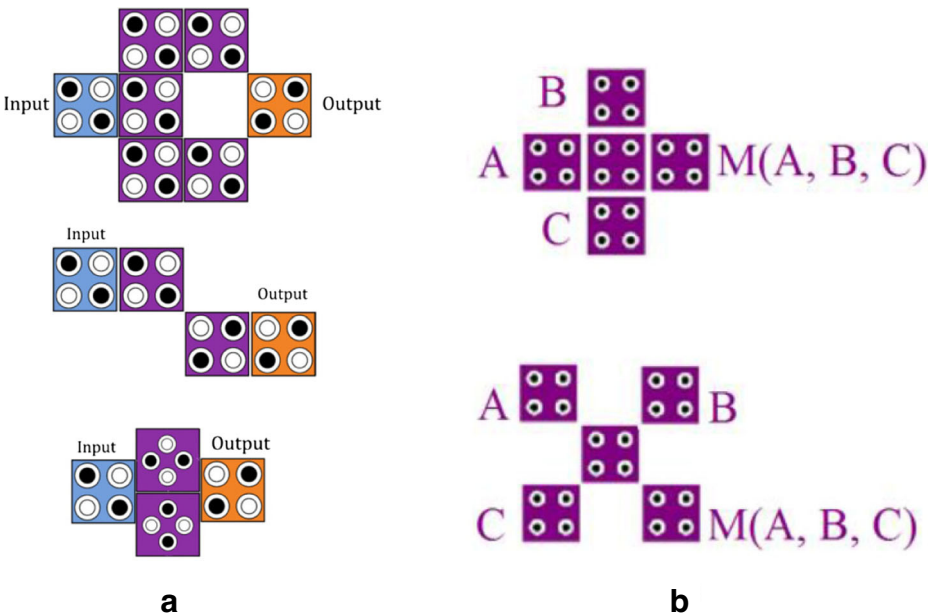 Input
Output
Input
Output
Input
Output
a
B
A
M(A, B, C)
C
A
B
C
M(A, B, C)
b